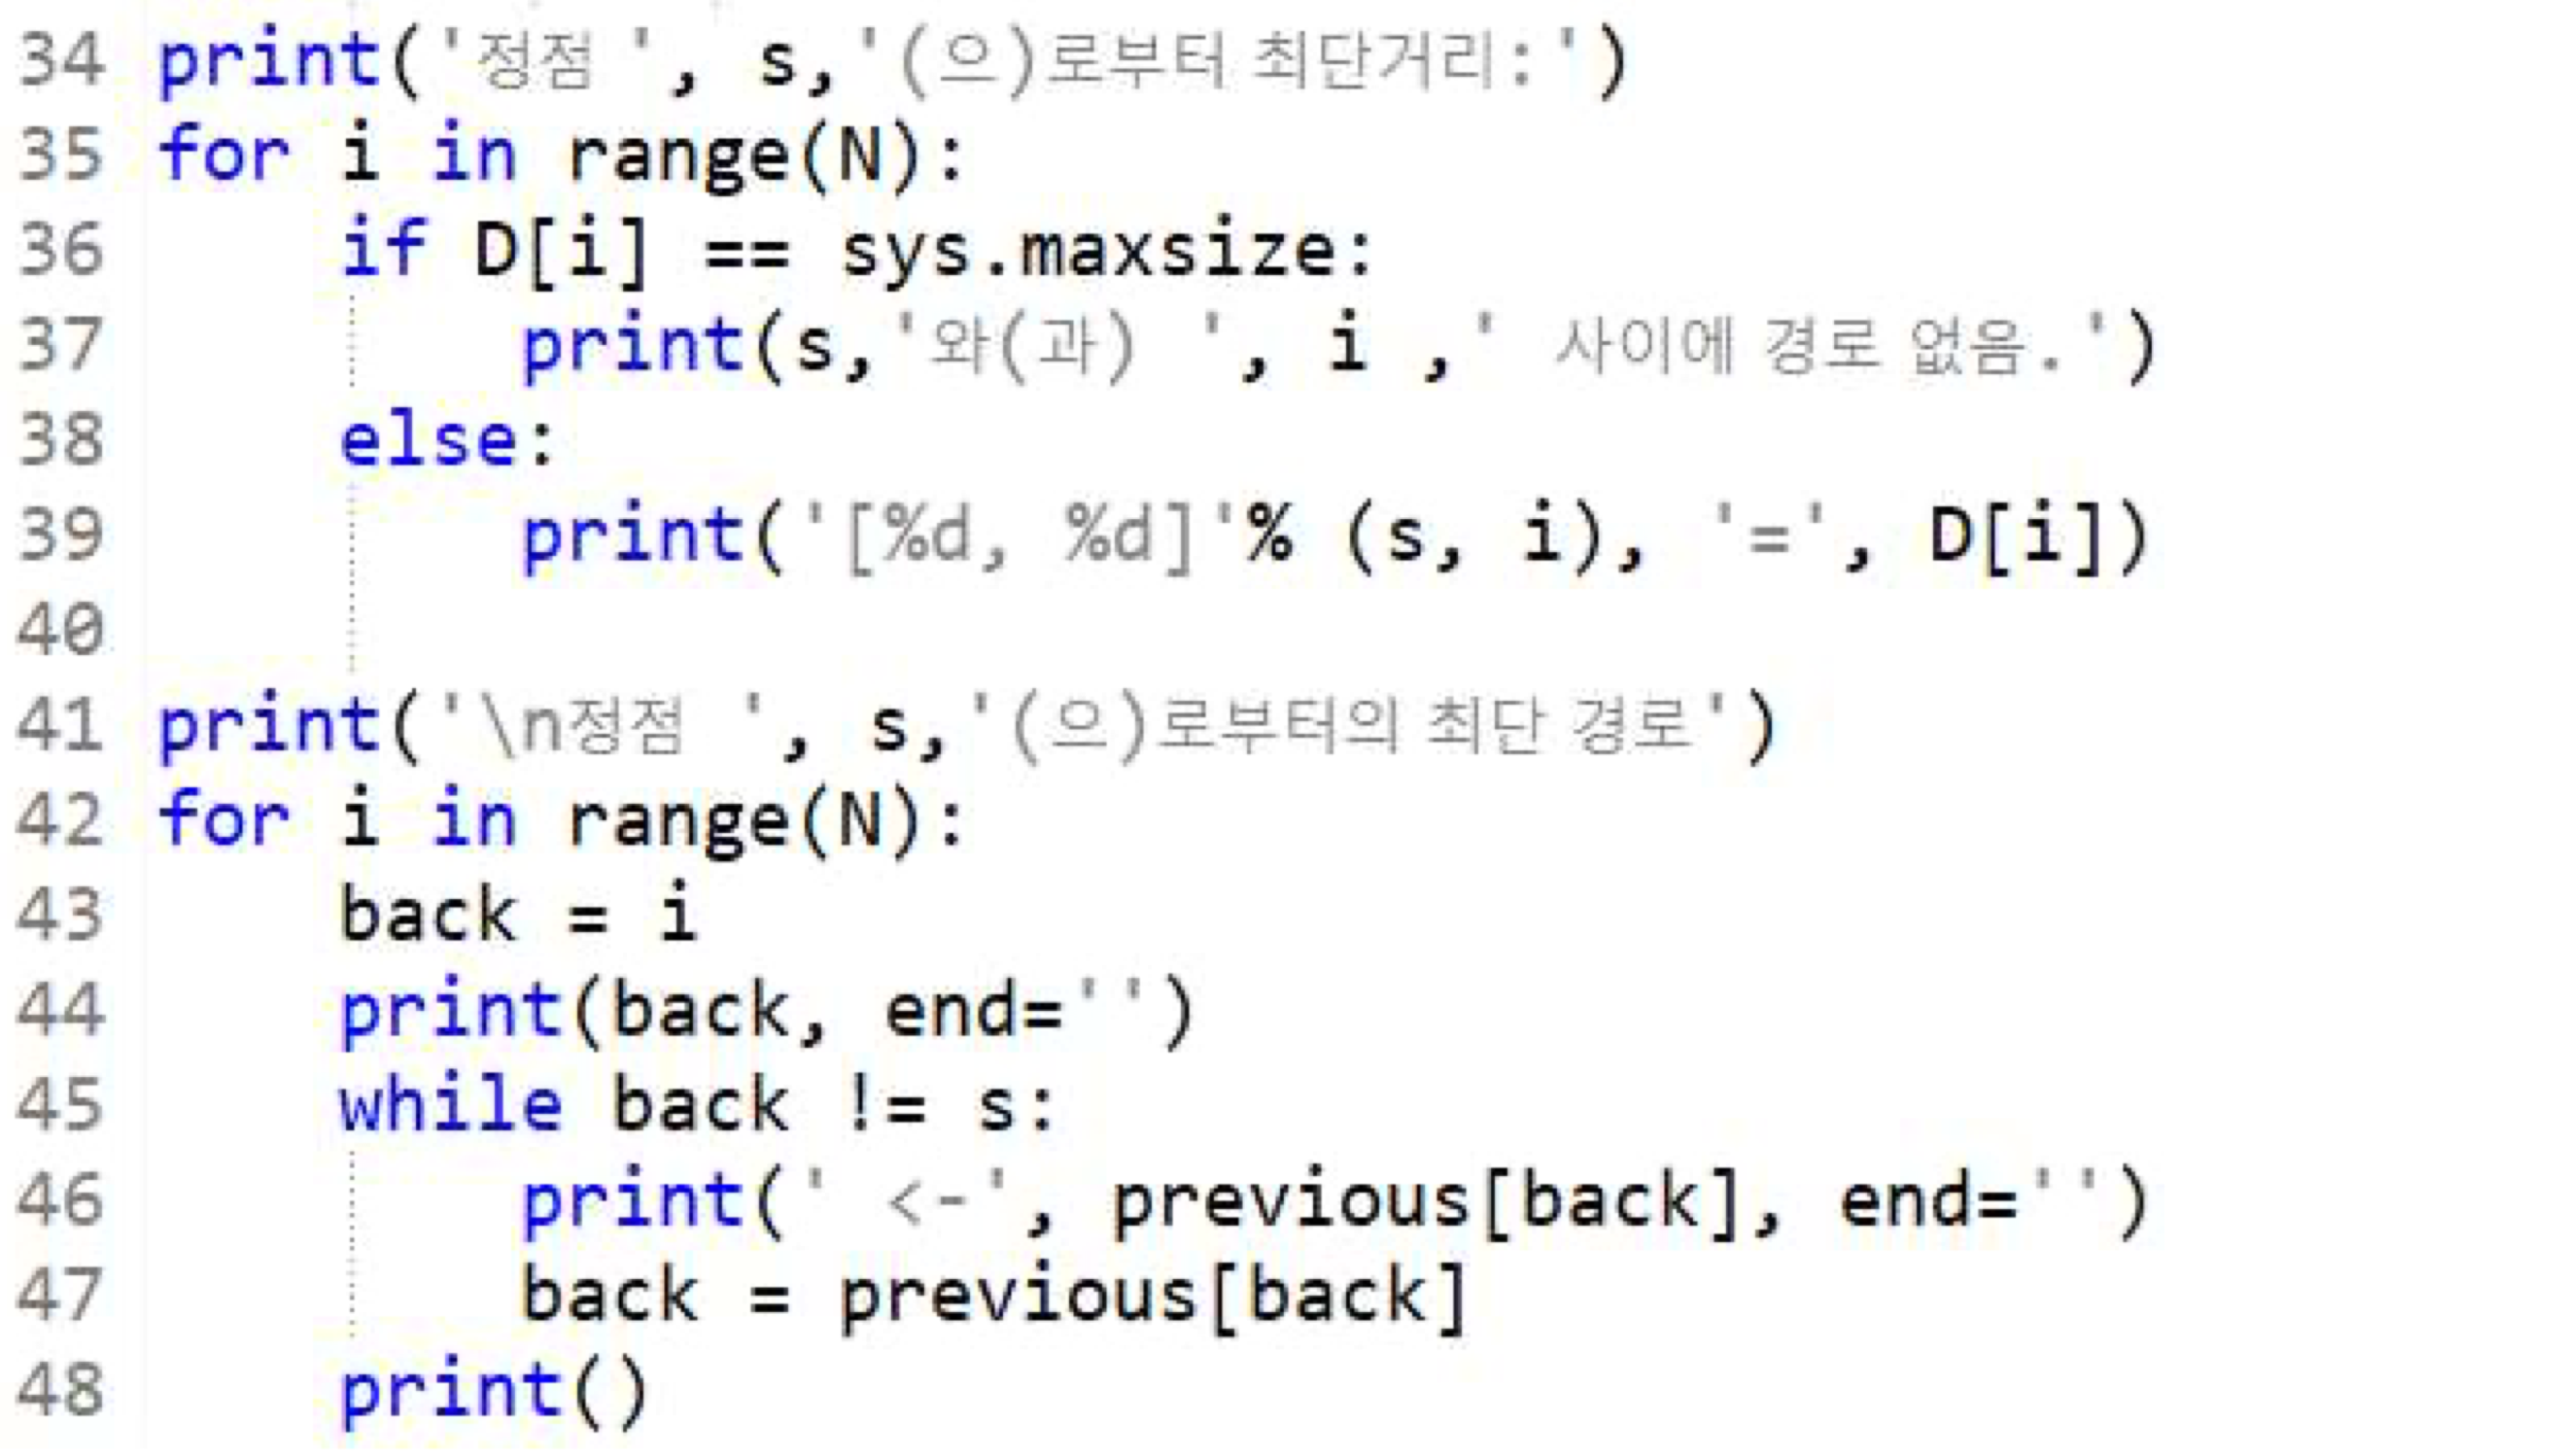 34 print('정점 ', s,'(으)로부터 최단거리:')
35 for i in range(N):
36     if D[i] == sys.maxsize:
37         print(s,'와(과) ', i ,' 사이에 경로 없음.')
38     else:
39         print('[%d, %d]'% (s, i), '=', D[i])
40
41 print('\n정점 ', s,'(으)로부터의 최단 경로')
42 for i in range(N):
43     back = i
44     print(back, end='')
45     while back != s:
46         print(' <-', previous[back], end='')
47         back = previous[back]
48     print()